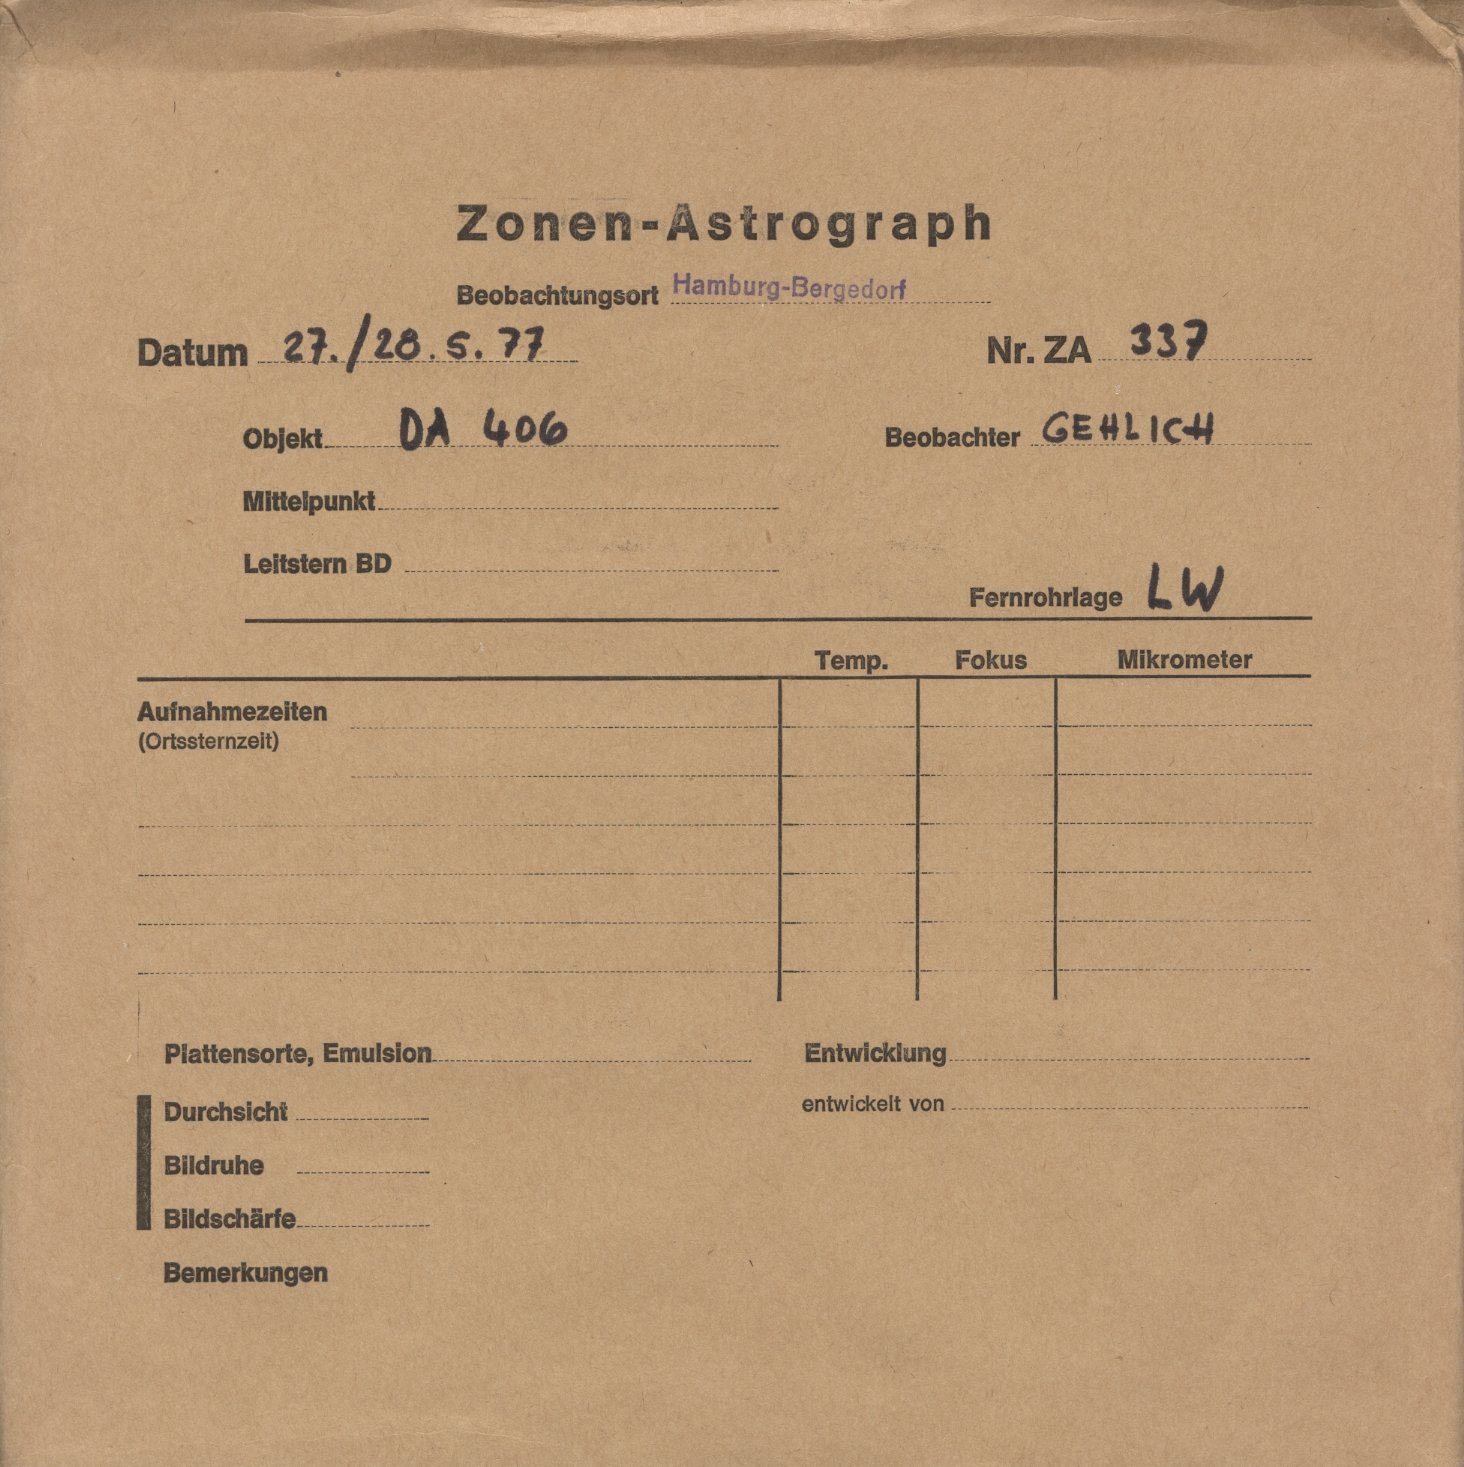 Zonen-Astrograph
Beobachtungsort Hamburg-Bergedorf
Datum 27./28.5.77 Nr. ZA 337
Objekt DA 406 Beobachter GEHLICH
Mittelpunkt
Leitstern BD
Fernrohrlage LW
Temp. Fokus Mikrometer
Aufnahmezeiten
(Ortssternzeit)
Plattensorte, Emulsion Entwicklung
Durchsicht entwickelt von
Bildruhe
Bildschärfe
Bemerkungen